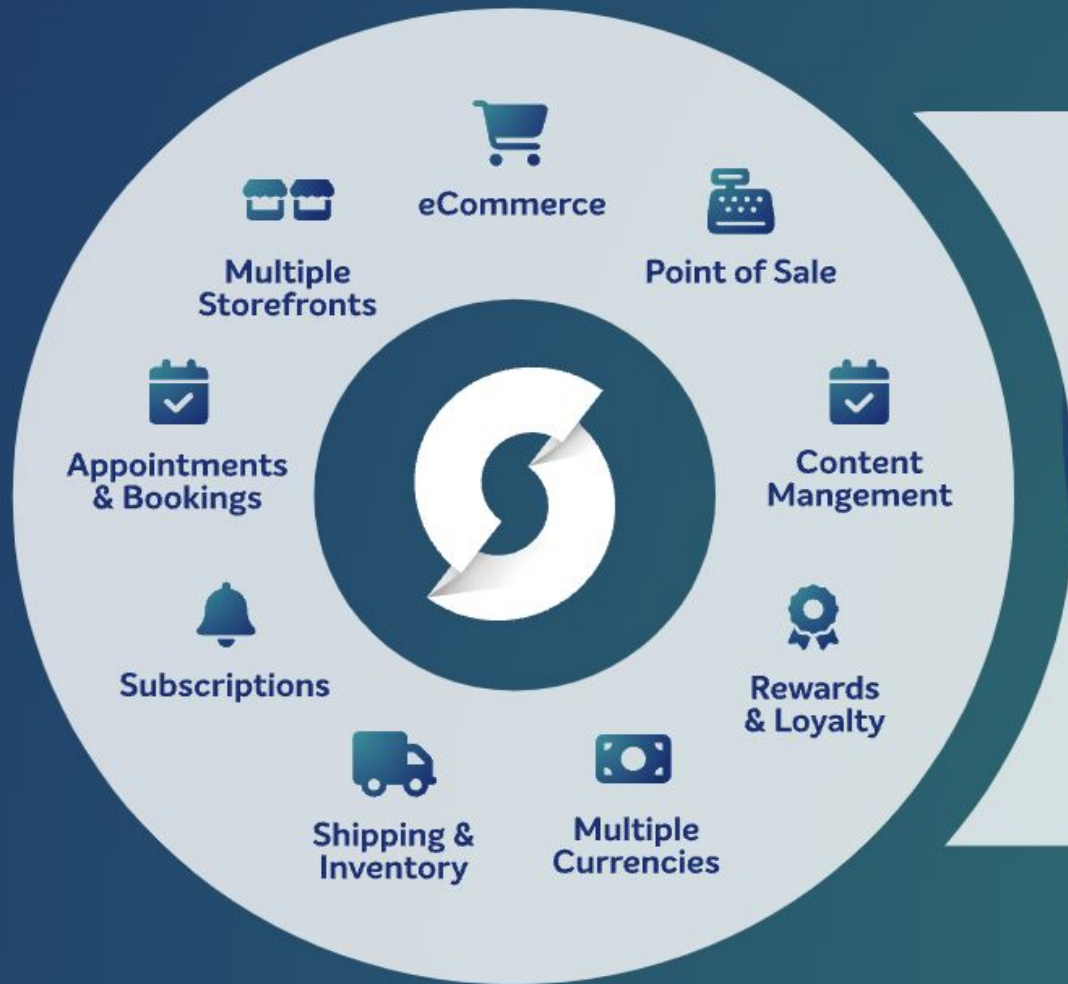 eCommerce
Point of Sale
Multiple
Storefronts
Appointments
& Bookings
Content
Mangement
Subscriptions
Rewards
& Loyalty
Shipping &
Inventory
Multiple
Currencies